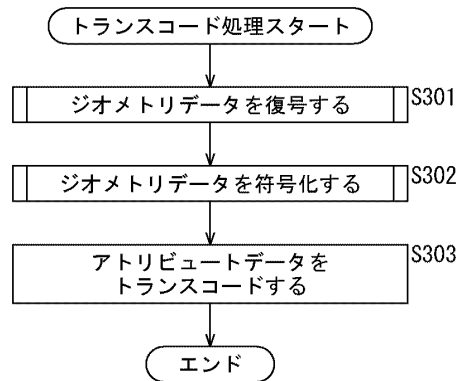 トランスコード処理スタート
ジオメトリデータを復号する
S301
ジオメトリデータを符号化する
S302
アトリビュートデータを
トランスコードする
S303
エンド